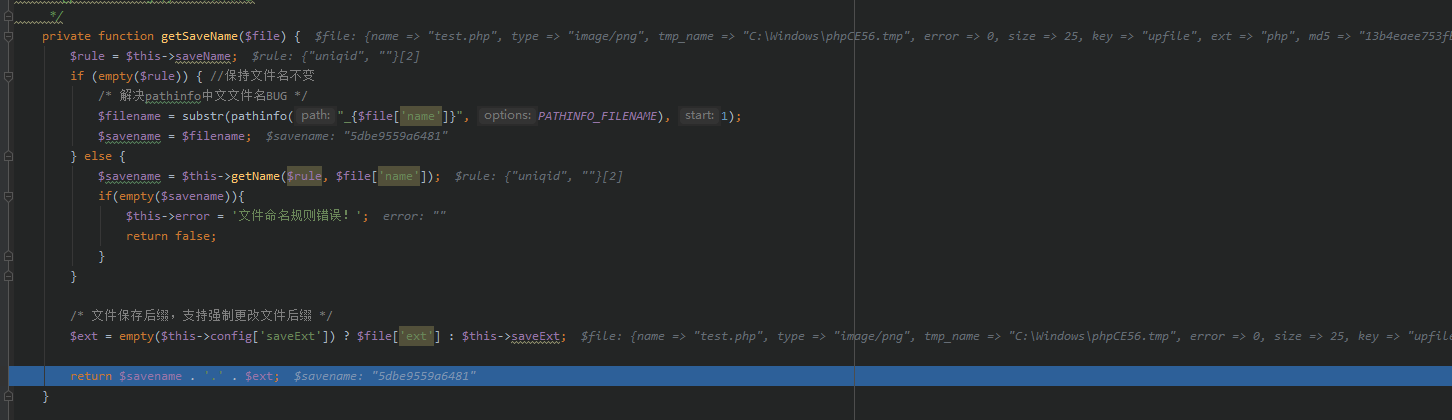 */
private function getSaveName($file) {  $file: {name => "test.php", type => "image/png", tmp_name => "C:\Windows\phpCE56.tmp", error => 0, size => 25, key => "upfile", ext => "php", md5 => "13b4eaee753f
$rule = $this->saveName;  $rule: {"uniqid", ""}[2]
if (empty($rule)) { //保持文件名不变
/* 解决pathinfo中文文件名BUG */
$filename = substr(pathinfo( path: "_{$file['name']}", options: PATHINFO_FILENAME), start: 1);
$savename = $filename;  $savename: "5dbe9559a6481"
} else {
$savename = $this->getName($rule, $file['name']);  $rule: {"uniqid", ""}[2]
if(empty($savename)){
$this->error = '文件命名规则错误！';  error: ""
return false;
}
}
/* 文件保存后缀，支持强制更改文件后缀 */
$ext = empty($this->config['saveExt']) ? $file['ext'] : $this->saveExt;  $file: {name => "test.php", type => "image/png", tmp_name => "C:\Windows\phpCE56.tmp", error => 0, size => 25, key => "upfile
return $savename . '.' . $ext;  $savename: "5dbe9559a6481"
}